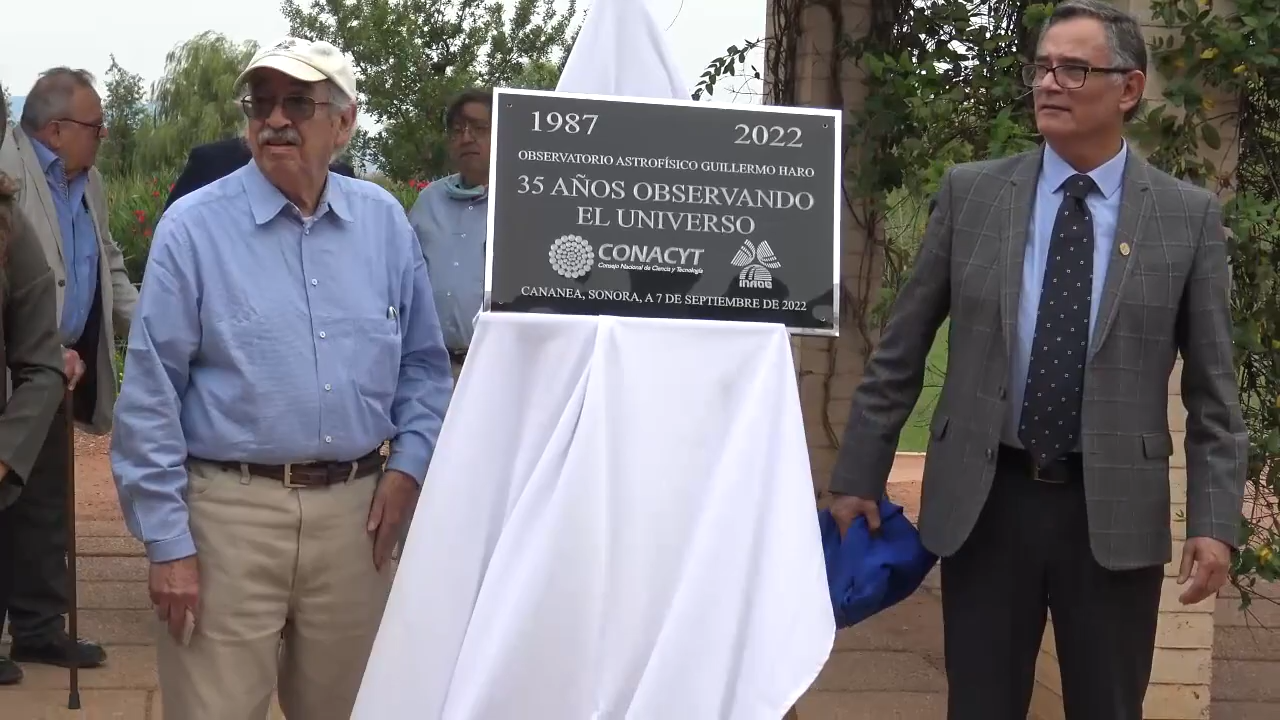 1987 2022
OBSERVATORIO ASTROFÍSICO GUILLERMO HARO
35 AÑOS OBSERVANDO
EL UNIVERSO
CONACYT
Consejo Nacional de Ciencia y Tecnología
INAOE
CANANEA, SONORA, A 7 DE SEPTIEMBRE DE 2022